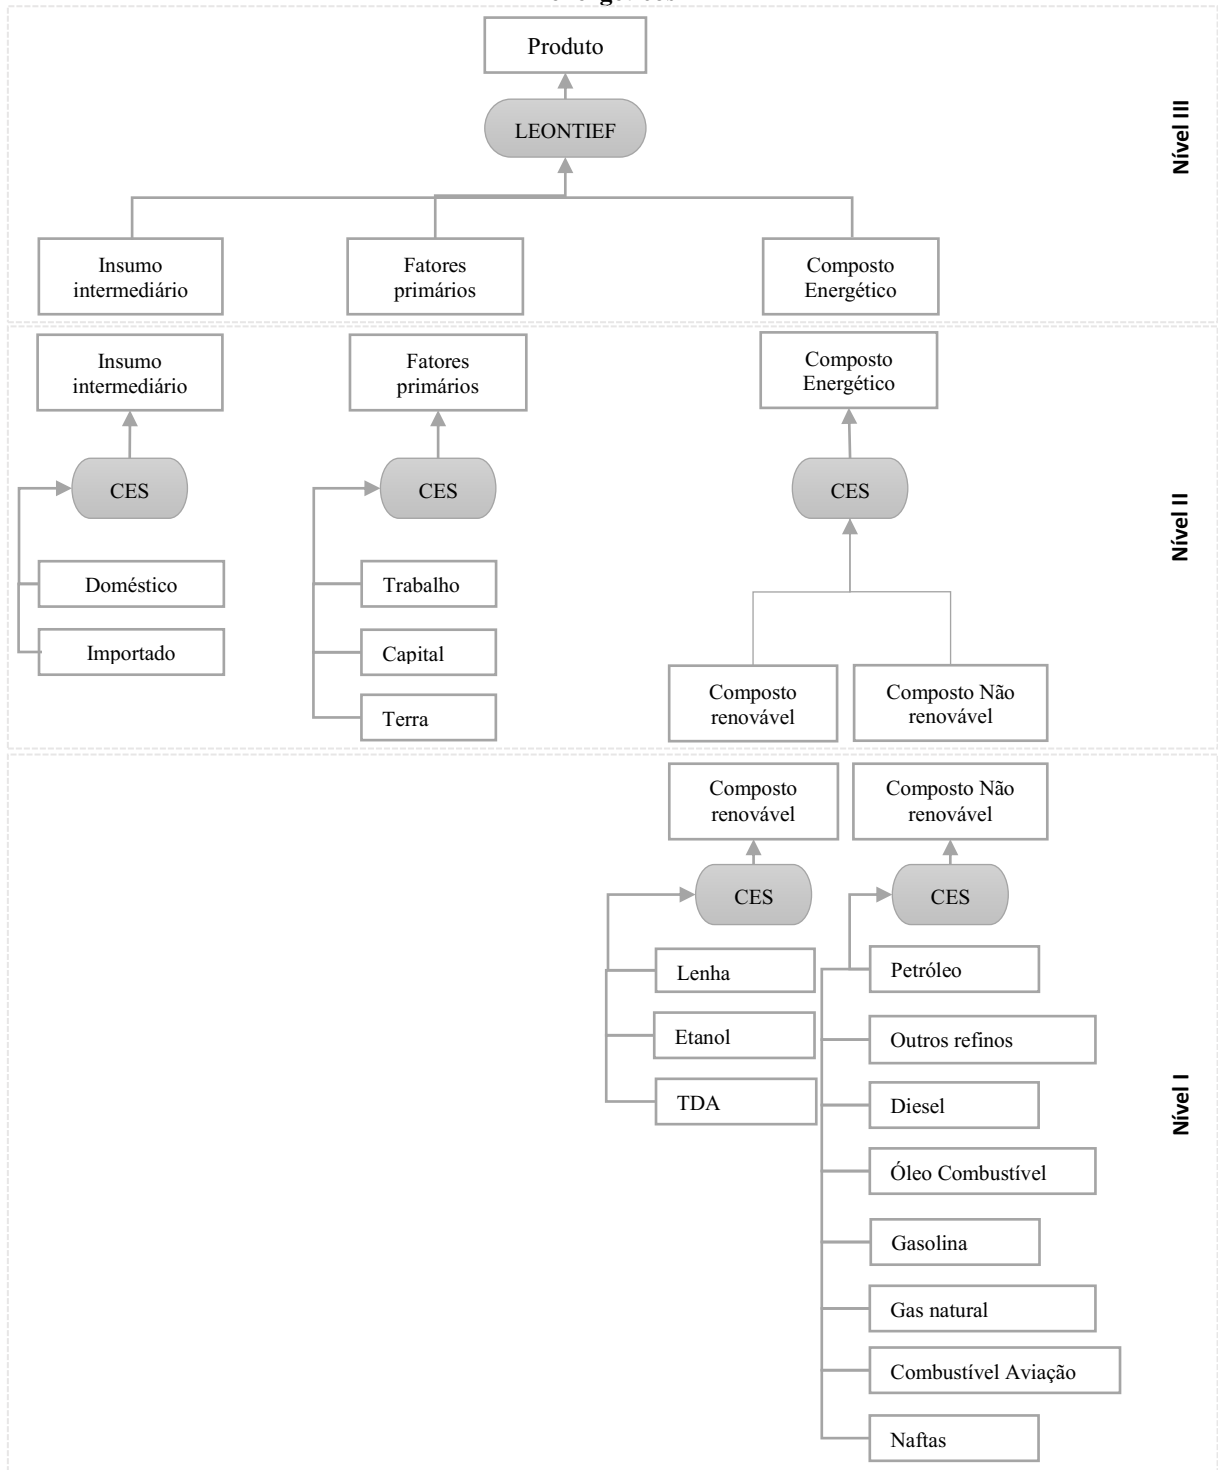 Produto
LEONTIEF
Nível III
Insumo
intermediário
Fatores
primários
Composto
Energético
Insumo
intermediário
Fatores
primários
Composto
Energético
CES
CES
CES
Nível II
Doméstico
Importado
Trabalho
Capital
Terra
Composto
renovável
Composto Não
renovável
Composto
renovável
Composto Não
renovável
CES
CES
Lenha
Etanol
TDA
Petróleo
Outros refinos
Diesel
Óleo Combustível
Gasolina
Gas natural
Combustível Aviação
Naftas
Nível I